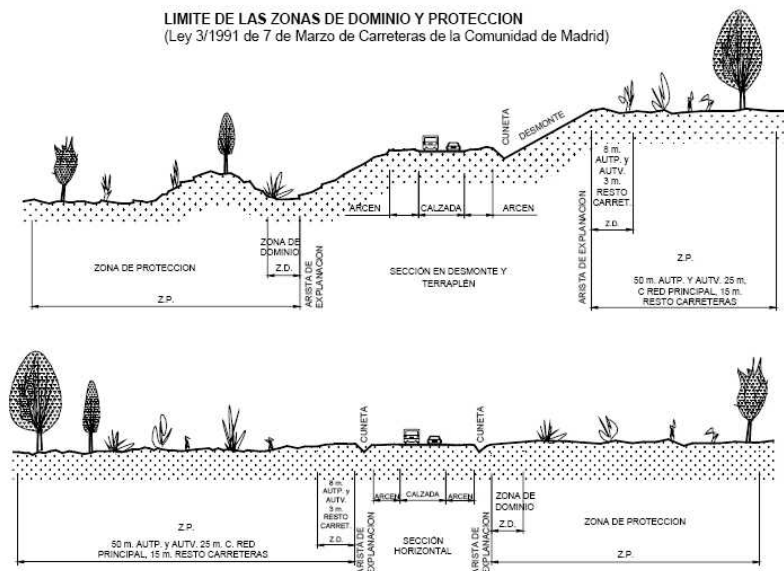 LIMITE DE LAS ZONAS DE DOMINIO Y PROTECCION
(Ley 3/1991 de 7 de Marzo de Carreteras de la Comunidad de Madrid)
CUNETA
DESMONTE
8 m.
AUTP. y
AUTV.
3 m.
RESTO
CARRET.
Z.D.
ARCEN
CALZADA
ARCEN
ZONA DE
DOMINIO
Z.D.
ZONA DE PROTECCION
Z.P.
ARISTA DE
EXPLANACION
SECCIÓN EN DESMONTE Y
TERRAPLÉN
ARISTA DE EXPLANACION
Z.P.
50 m. AUTP. Y AUTV. 25 m,
C RED PRINCIPAL, 15 m.
RESTO CARRETERAS
CUNETA
CUNETA
8 m.
AUTP. y
AUTV.
3 m.
RESTO
CARRET.
Z.D.
ARCEN
CALZADA
ARCEN
ZONA DE
DOMINIO
Z.D.
Z.P.
50 m. AUTP. Y AUTV. 25 m. C. RED
PRINCIPAL, 15 m. RESTO CARRETERAS
ARISTA DE
EXPLANACION
SECCIÓN
HORIZONTAL
ARISTA DE
EXPLANACION
ZONA DE PROTECCION
Z.P.